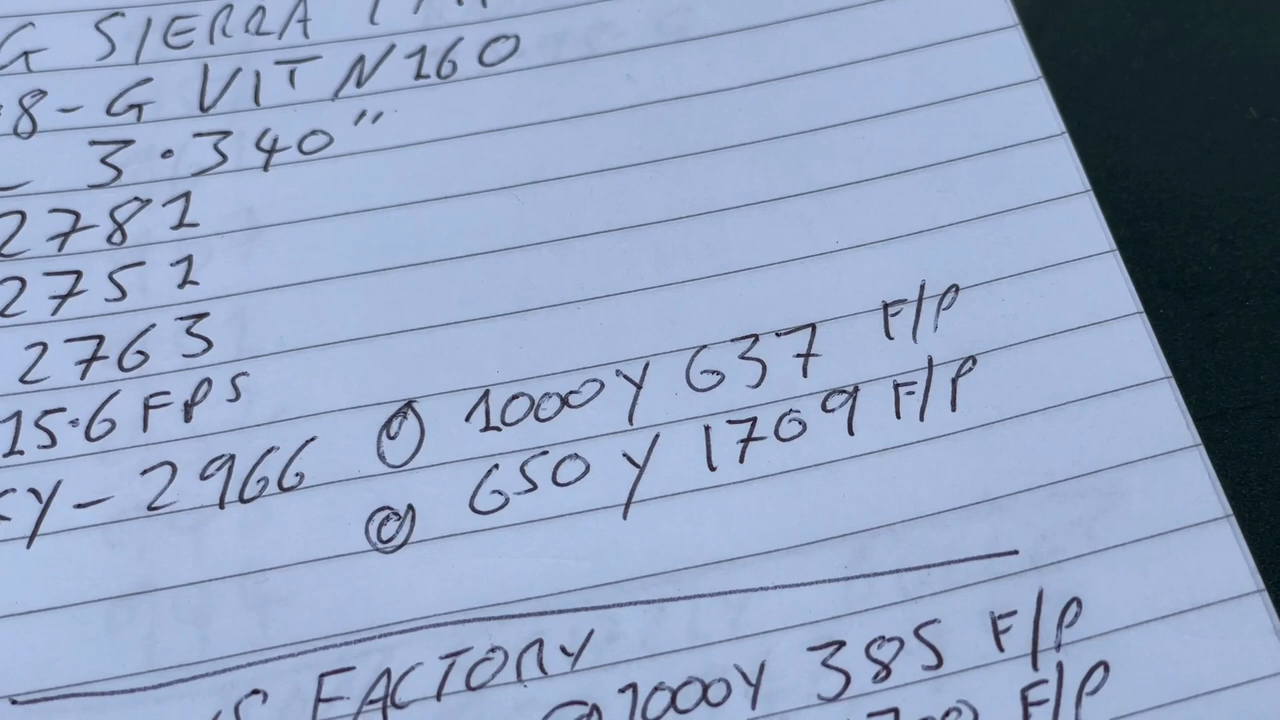 G SIERRA
8-G VIT N160
- 3.340"
2781
2751
2763
15.6 FPS
Y-2966 @ 1000Y 637 F/P
@ 650Y 1709 F/P
FACTORY
@ 1000Y 385 F/P
F/P